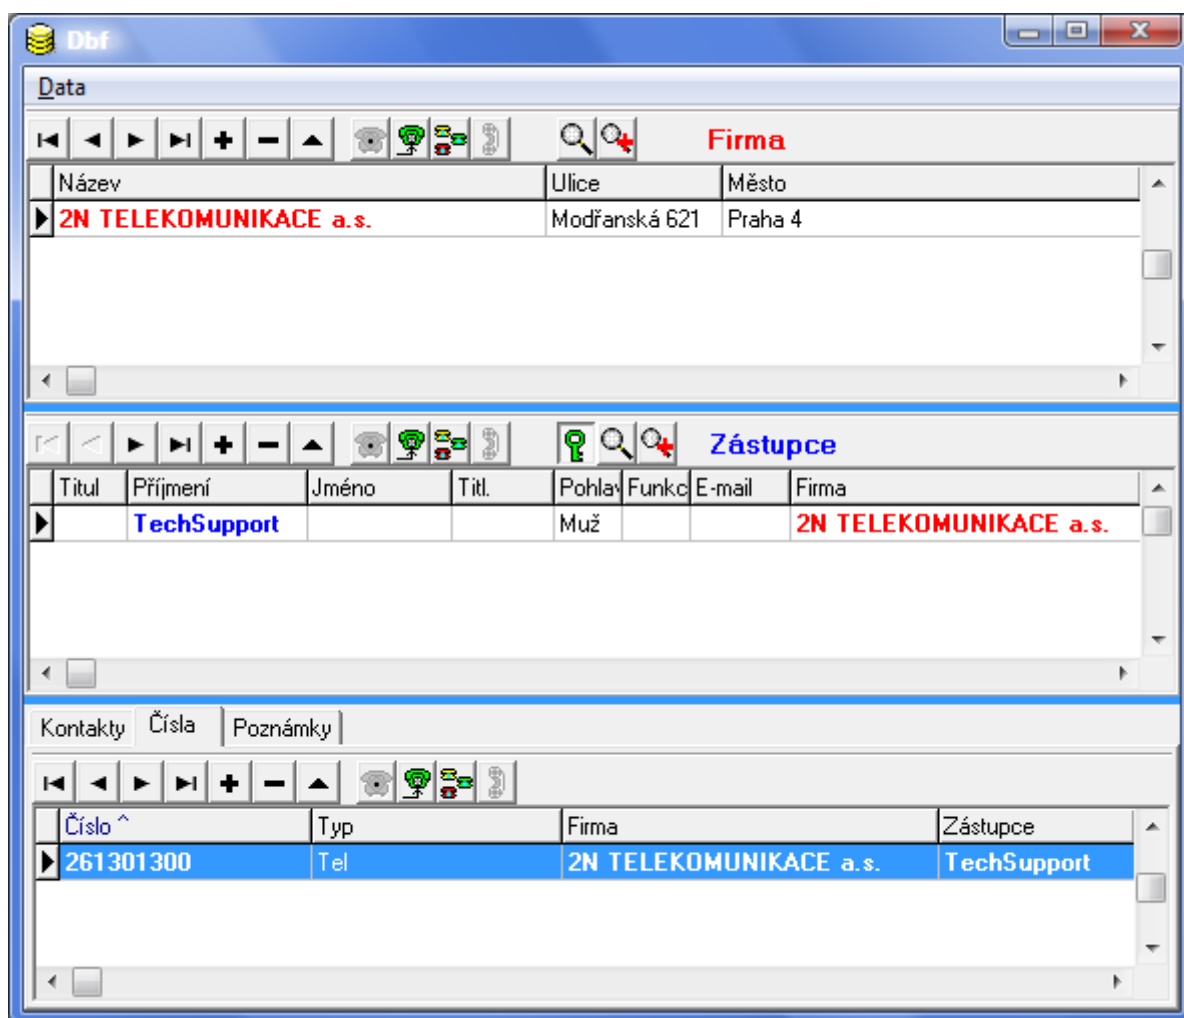 Dbf
Data
Firma
Název Ulice Město
2N TELEKOMUNIKACE a.s. Modřanská 621 Praha 4
Zástupce
Titul Příjmení Jméno Titl. Pohlav Funkc E-mail Firma
TechSupport Muž 2N TELEKOMUNIKACE a.s.
Kontakty Čísla Poznámky
Číslo ^ Typ Firma Zástupce
261301300 Tel 2N TELEKOMUNIKACE a.s. TechSupport